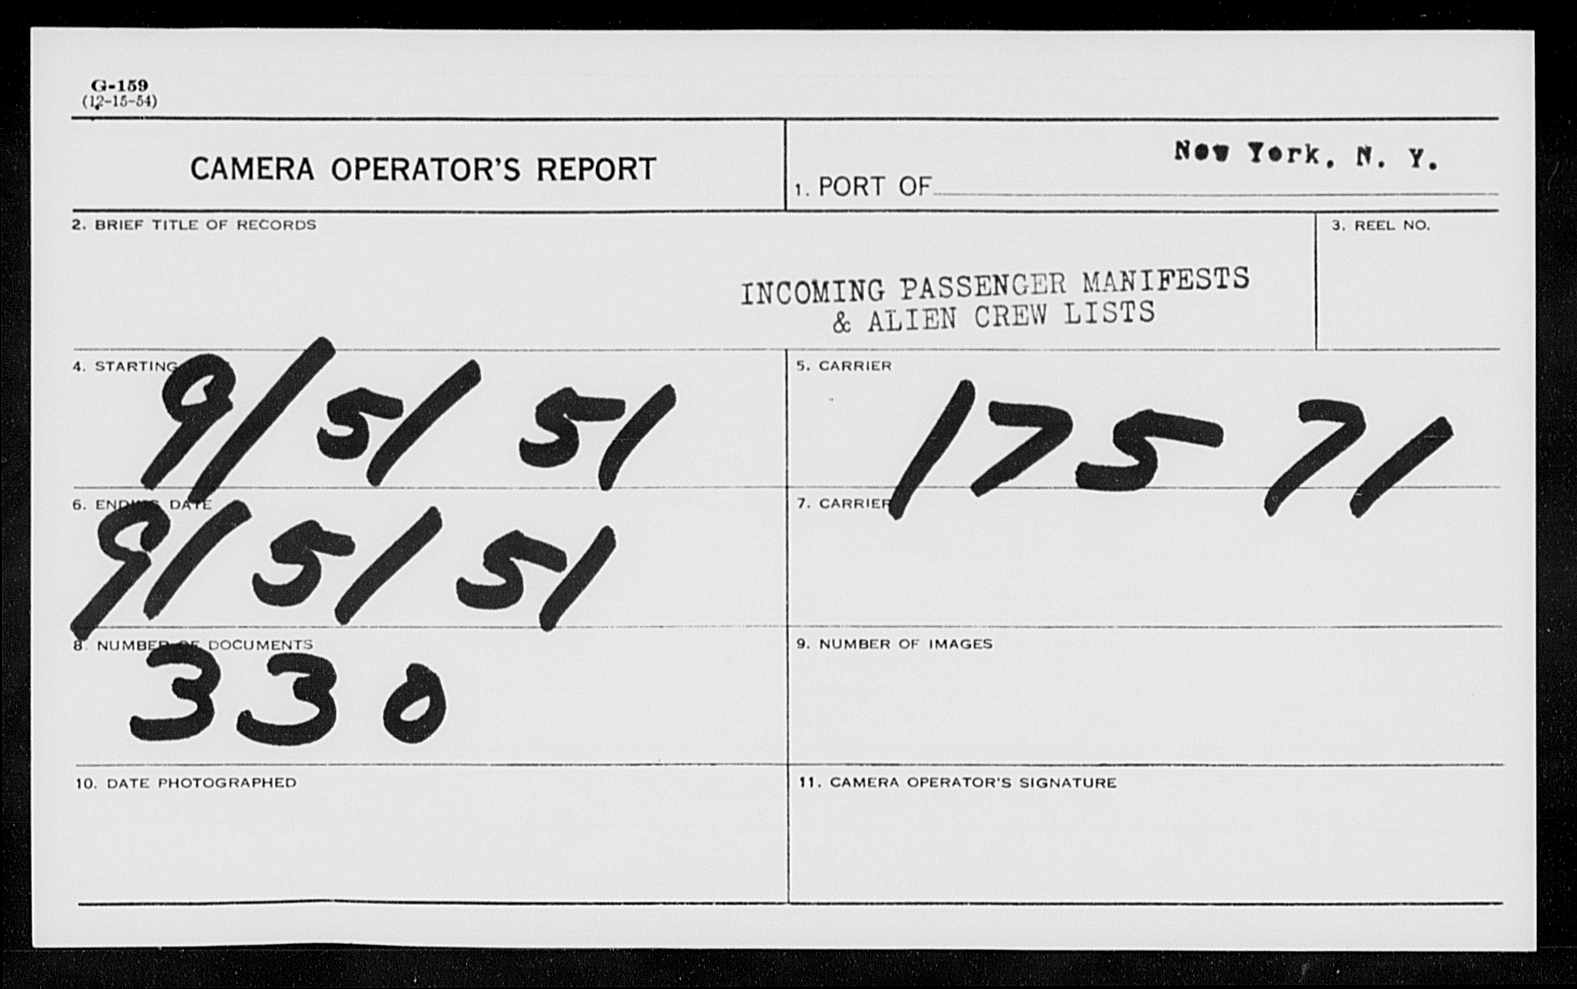 G-159
(12-15-54)
CAMERA OPERATOR'S REPORT
1. PORT OF New York, N. Y.
2. BRIEF TITLE OF RECORDS
3. REEL NO.
INCOMING PASSENGER MANIFESTS
& ALIEN CREW LISTS
4. STARTING
9/5/51
5. CARRIER
17571
6. ENDING DATE
9/5/51
7. CARRIER
8. NUMBER OF DOCUMENTS
330
9. NUMBER OF IMAGES
10. DATE PHOTOGRAPHED
11. CAMERA OPERATOR'S SIGNATURE